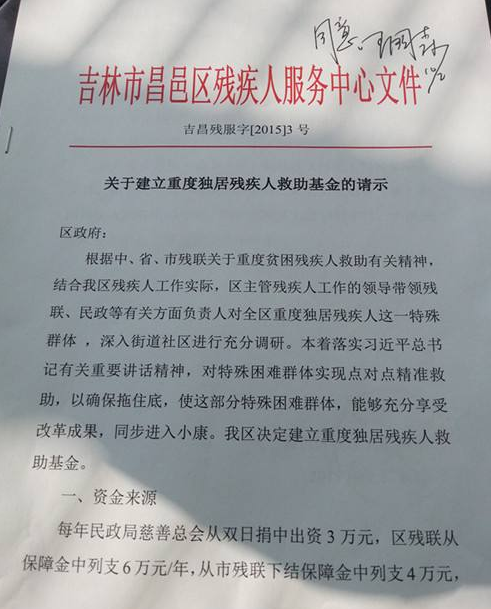 同意
吉林市昌邑区残疾人服务中心文件
吉昌残服字[2015]3 号
关于建立重度独居残疾人救助基金的请示
区政府：
根据中、省、市残联关于重度贫困残疾人救助有关精神，
结合我区残疾人工作实际，区主管残疾人工作的领导带领残
联、民政等有关方面负责人对全区重度独居残疾人这一特殊
群体 ，深入街道社区进行充分调研。本着落实习近平总书
记有关重要讲话精神，对特殊困难群体实现点对点精准救
助，以确保拖住底，使这部分特殊困难群体，能够充分享受
改革成果，同步进入小康。我区决定建立重度独居残疾人救
助基金。
一、资金来源
每年民政局慈善总会从双日捐中出资 3 万元，区残联从
保障金中列支 6 万元/年，从市残联下结保障金中列支 4 万元，